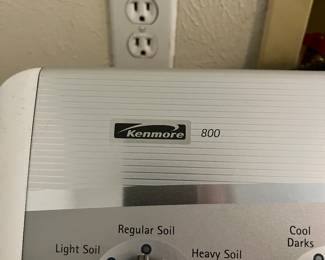 Kenmore 800
Regular Soil
Light Soil
Heavy Soil
Cool
Darks